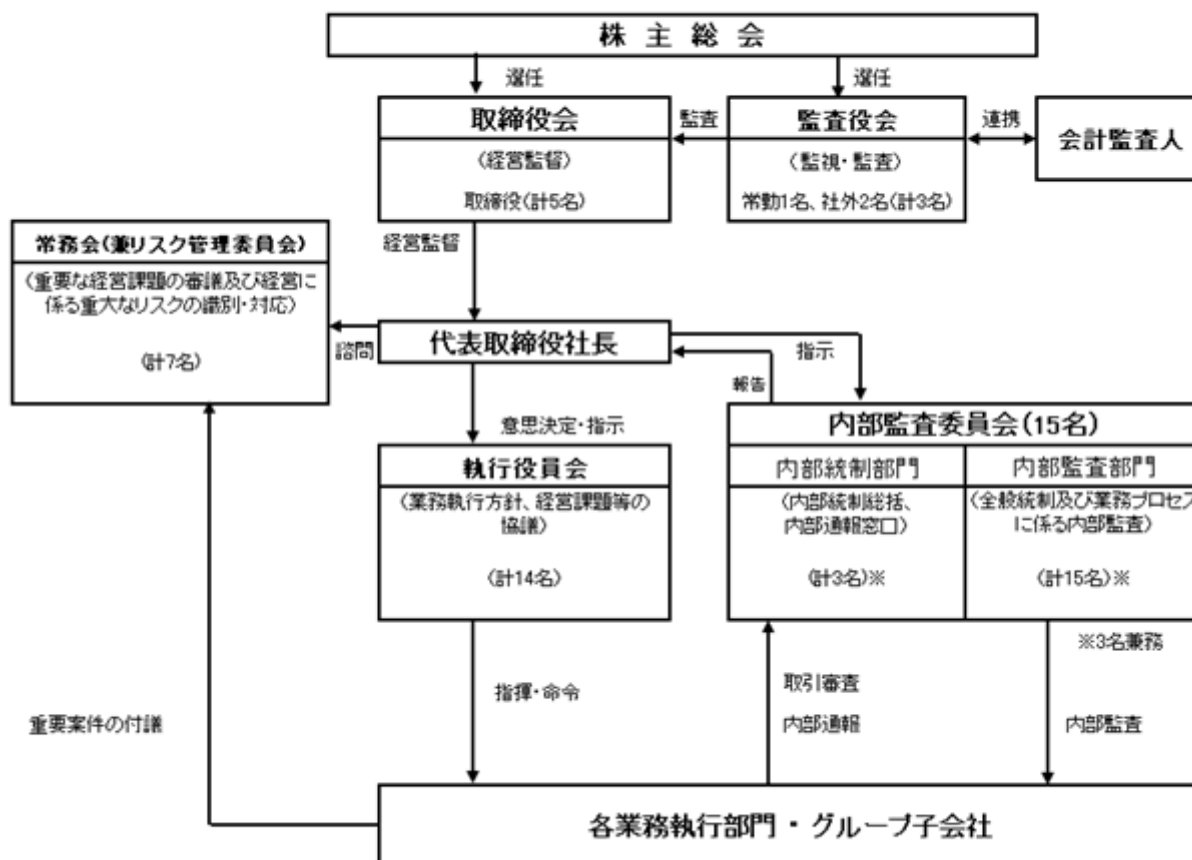 株主総会
選任
選任
取締役会
(経営監督)
取締役(計5名)
監査
監査役会
(監視・監査)
常勤1名、社外2名(計3名)
連携
会計監査人
常務会(兼リスク管理委員会)
(重要な経営課題の審議及び経営に
係る重大なリスクの識別・対応)
(計7名)
経営監督
諮問
代表取締役社長
指示
報告
意思決定・指示
執行役員会
(業務執行方針、経営課題等の
協議)
(計14名)
内部監査委員会(15名)
内部統制部門
(内部統制総括、
内部通報窓口)
(計3名)※
内部監査部門
(全般統制及び業務プロセス
に係る内部監査)
(計15名)※
※3名兼務
指揮・命令
取引審査
内部通報
内部監査
重要案件の付議
各業務執行部門・グループ子会社